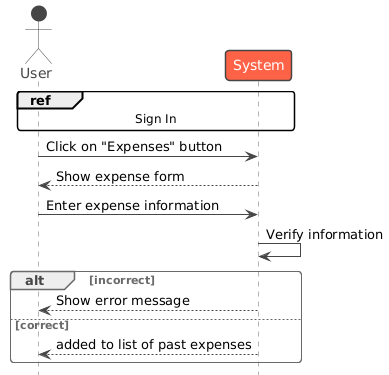 User
System
ref
Sign In
Click on "Expenses" button
Show expense form
Enter expense information
Verify information
alt [incorrect]
Show error message
[correct]
added to list of past expenses